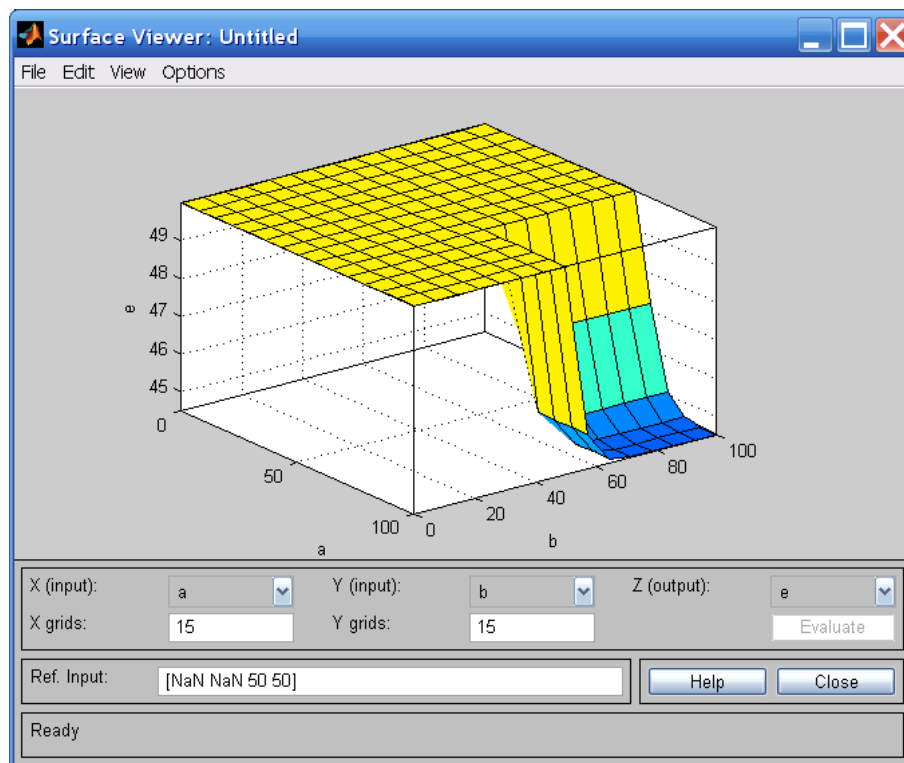 Surface Viewer: Untitled
File Edit View Options
49
48
47
46
45
e
0
50
100
a
0
20
40
60
80
100
b
X (input): a Y (input): b Z (output): e
X grids: 15 Y grids: 15 Evaluate
Ref. Input: [NaN NaN 50 50] Help Close
Ready